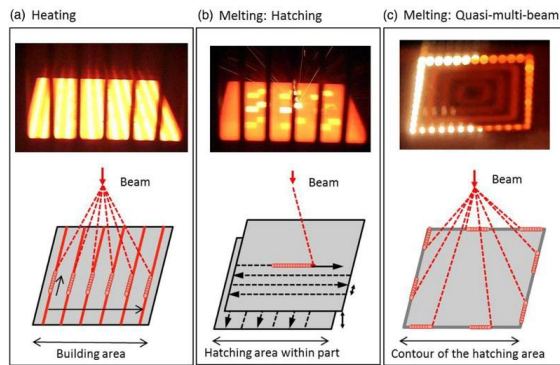 (a) Heating
(b) Melting: Hatching
(c) Melting: Quasi-multi-beam
Beam
Beam
Beam
Building area
Hatching area within part
Contour of the hatching area